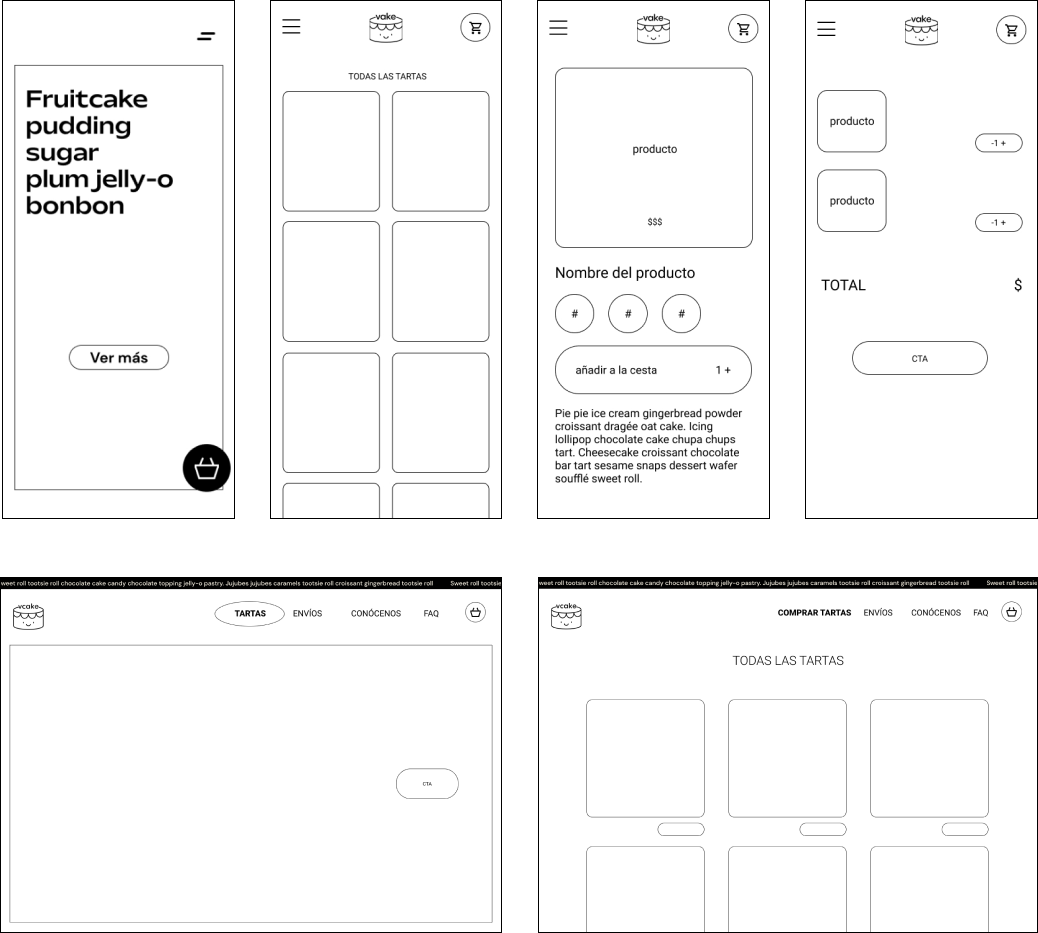 Fruitcake
pudding
sugar
plum jelly-o
bonbon
Ver más
vake
TODAS LAS TARTAS
vake
producto
$$$
Nombre del producto
# # #
añadir a la cesta 1 +
Pie pie ice cream gingerbread powder
croissant dragée oat cake. Icing
lollipop chocolate cake chupa chups
tart. Cheesecake croissant chocolate
bar tart sesame snaps dessert wafer
soufflé sweet roll.
vake
producto
-1 +
producto
-1 +
TOTAL $
CTA
weet roll tootsie roll chocolate cake candy chocolate topping jelly-o pastry. Jujubes jujubes caramels tootsie roll croissant gingerbread tootsie roll Sweet roll tootsie
vcake
TARTAS ENVÍOS CONÓCENOS FAQ
CTA
weet roll tootsie roll chocolate cake candy chocolate topping jelly-o pastry. Jujubes jujubes caramels tootsie roll croissant gingerbread tootsie roll Sweet roll tootsie
vcake
COMPRAR TARTAS ENVÍOS CONÓCENOS FAQ
TODAS LAS TARTAS